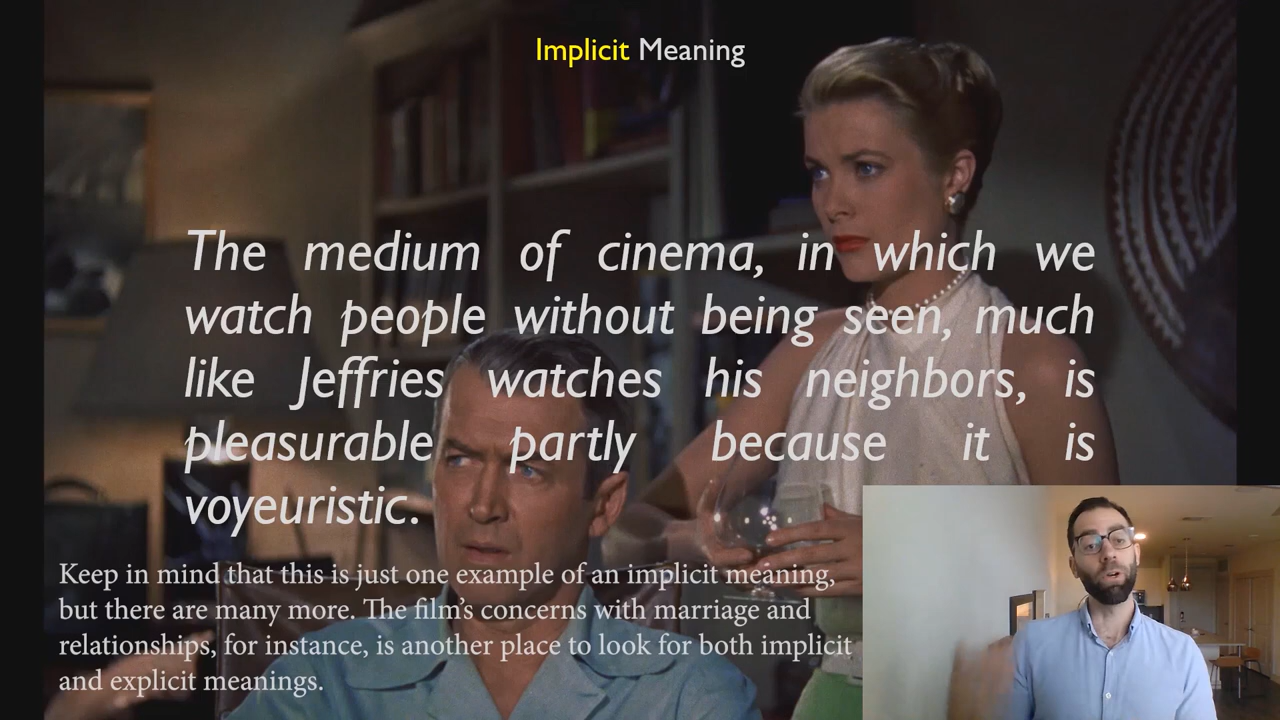 Implicit Meaning
The medium of cinema, in which we
watch people without being seen, much
like Jeffries watches his neighbors, is
pleasurable partly because it is
voyeuristic.
Keep in mind that this is just one example of an implicit meaning,
but there are many more. The film's concerns with marriage and
relationships, for instance, is another place to look for both implicit
and explicit meanings.